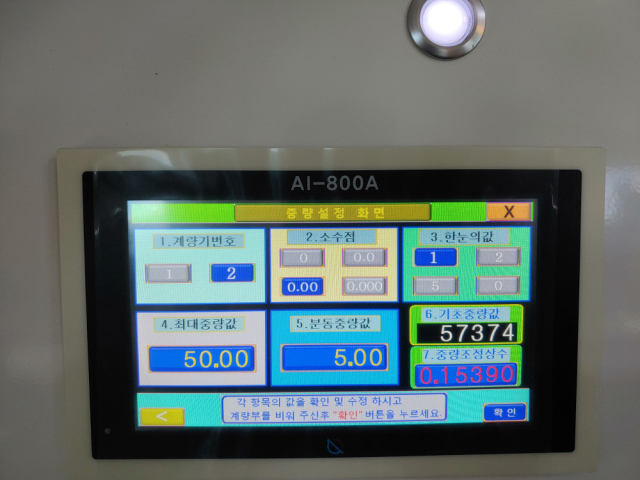 AI-800A
중량설정 화면
X
1.계량기번호
1 2
2.소수점
0 0.0
0.00 0.000
3.한눈의값
1 2
5 0
4.최대중량값
50.00
5.분동중량값
5.00
6.기초중량값
57374
7.중량조정상수
0.15390
<
각 항목의 값을 확인 및 수정 하시고
계량부를 비워 주신후 "확인" 버튼을 누르세요.
확인